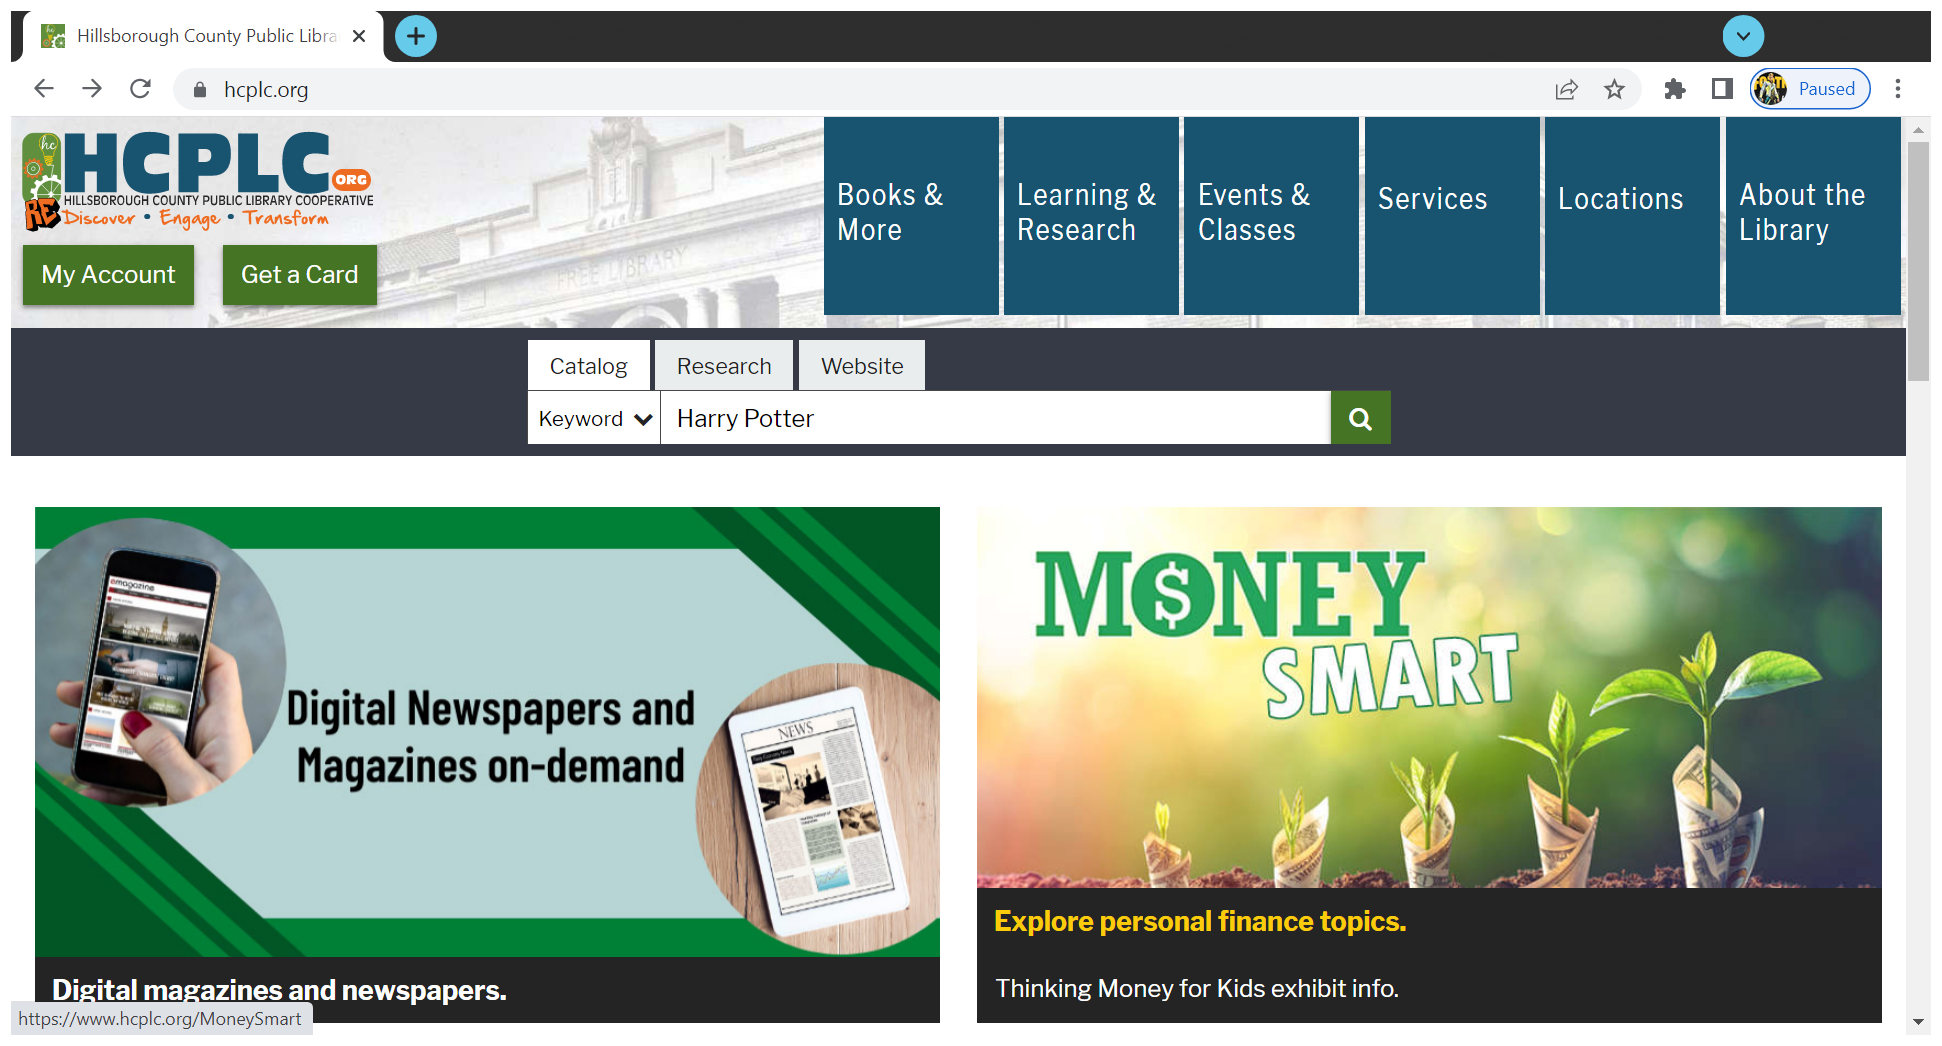 Hillsborough County Public Libra
hcplc.org
Paused
hc
HCPLC
ORG
HILLSBOROUGH COUNTY PUBLIC LIBRARY COOPERATIVE
RE Discover • Engage • Transform
My Account
Get a Card
FREE LIBRARY
Books &
More
Learning &
Research
Events &
Classes
Services
Locations
About the
Library
Catalog
Research
Website
Keyword
Harry Potter
emagazine
Digital Newspapers and
Magazines on-demand
NEWS
MONEY
SMART
Explore personal finance topics.
Thinking Money for Kids exhibit info.
Digital magazines and newspapers.
https://www.hcplc.org/MoneySmart